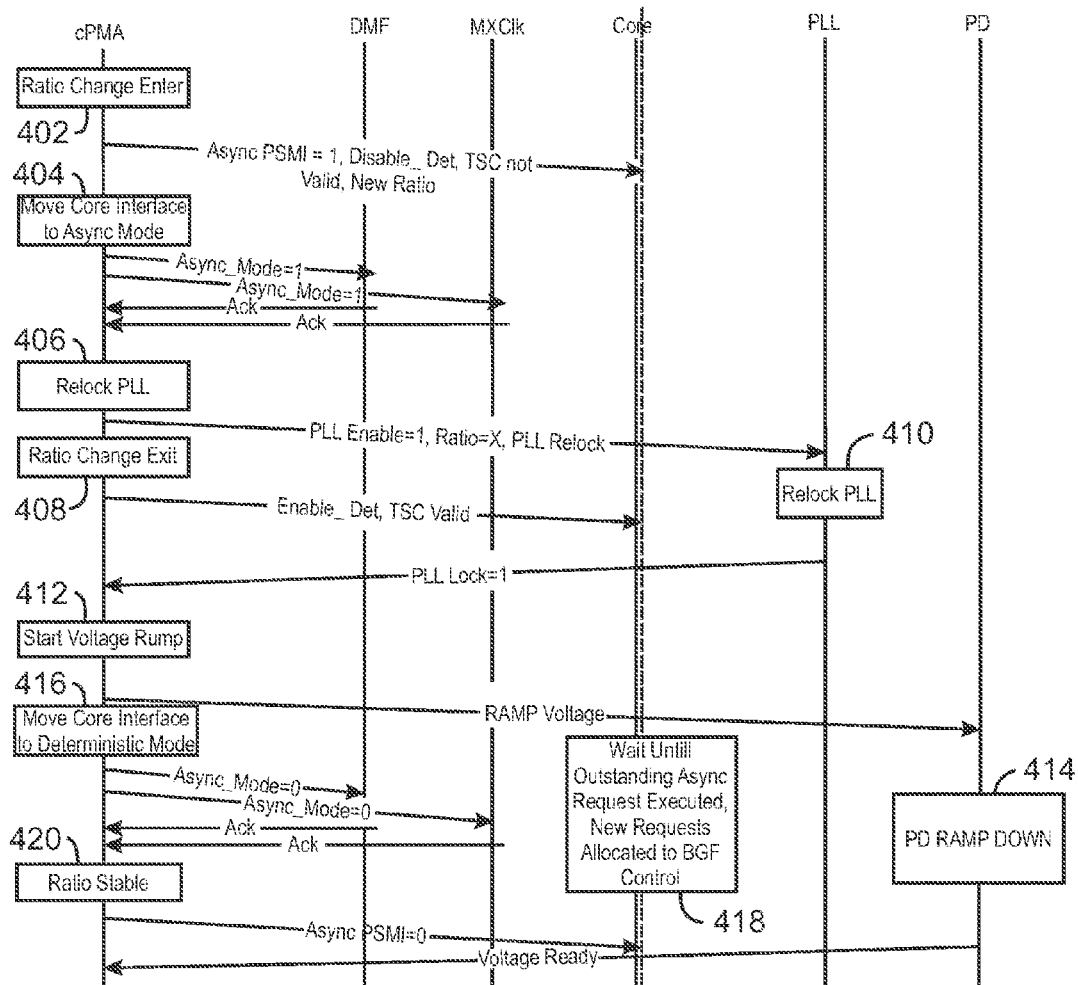 cPMA
DMF
MXClk
Core
PLL
PD
Ratio Change Enter
402
Async PSMI = 1, Disable_ Det, TSC not
Valid, New Ratio
404
Move Core Interface
to Async Mode
Async_Mode=1
Async_Mode=1
Ack
Ack
406
Relock PLL
PLL Enable=1, Ratio=X, PLL Relock
410
Ratio Change Exit
Relock PLL
408
Enable_ Det, TSC Valid
PLL Lock=1
412
Start Voltage Rump
416
RAMP Voltage
Move Core Interface
to Deterministic Mode
Wait Untill
Outstanding Async
Request Executed,
New Requests
Allocated to BGF
Control
414
Async_Mode=0
Async_Mode=0
PD RAMP DOWN
Ack
Ack
420
Ratio Stable
418
Async PSMI=0
Voltage Ready